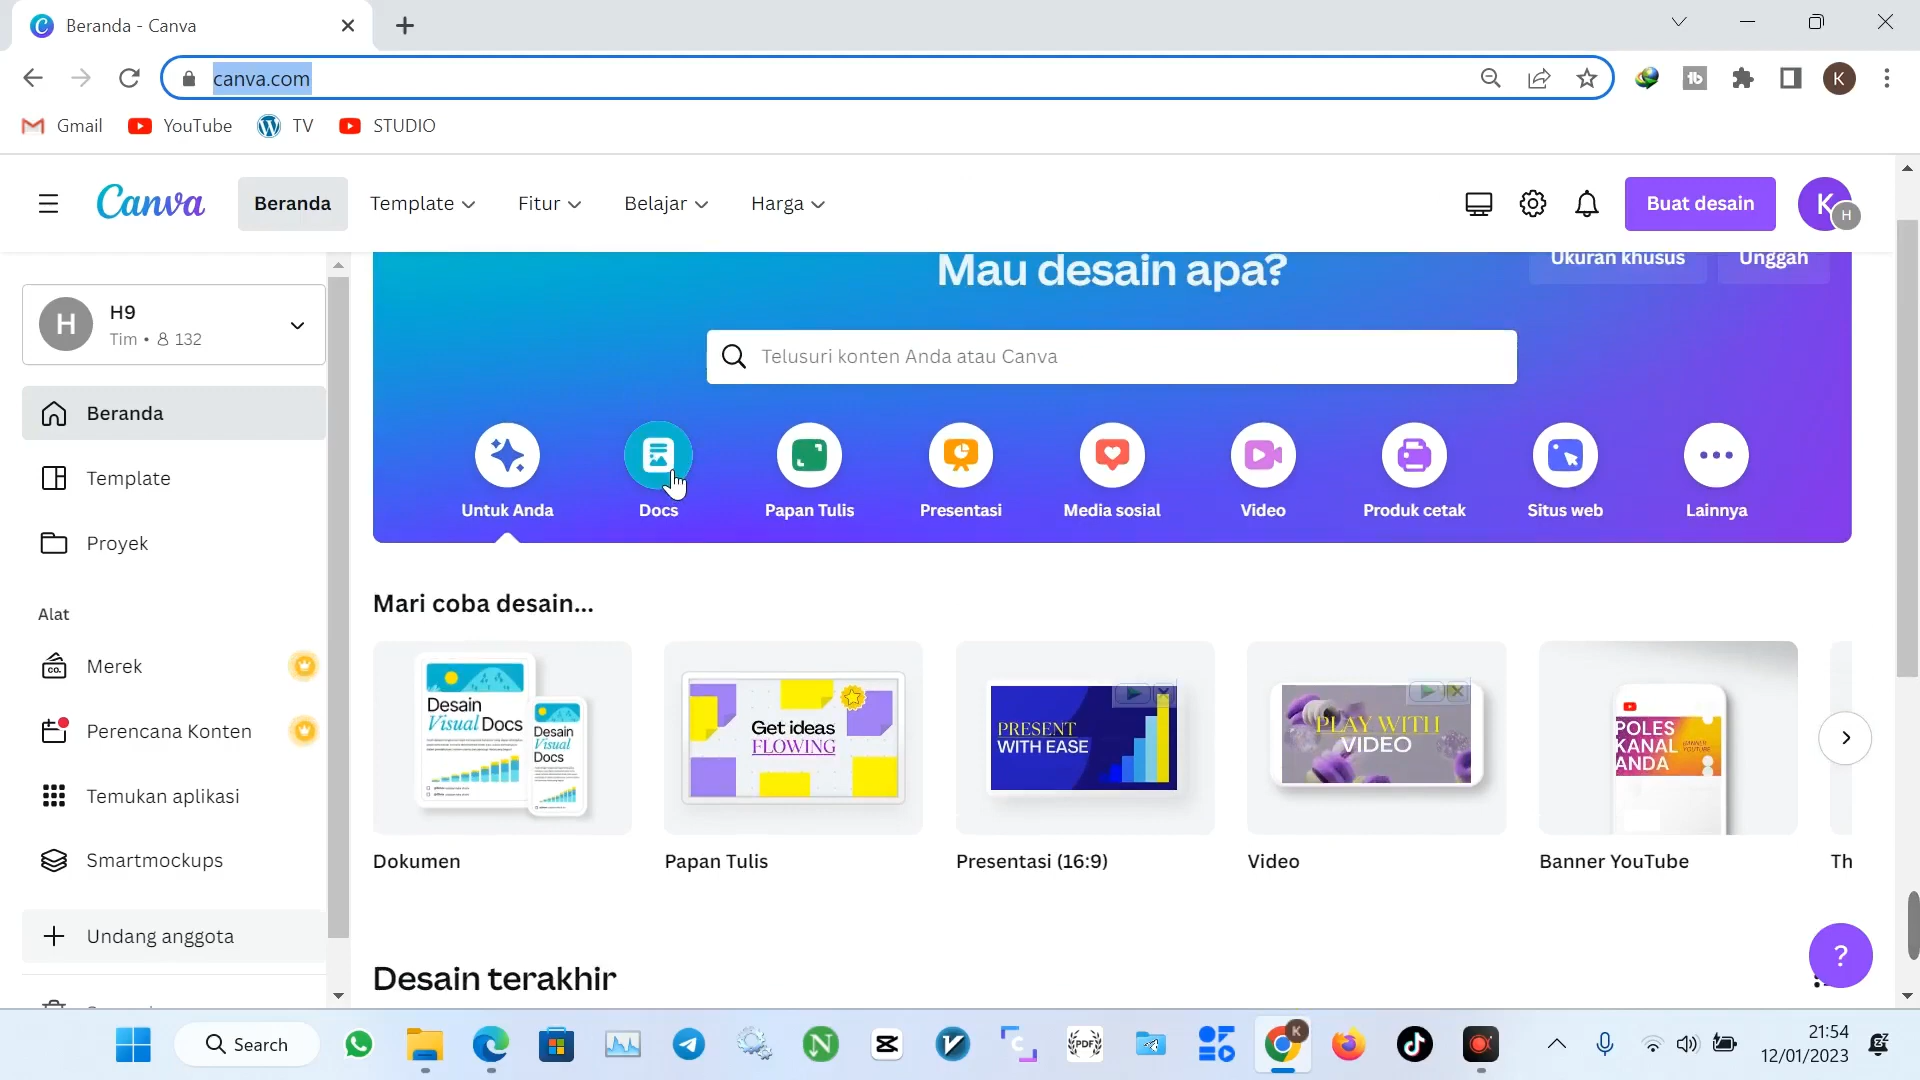 Beranda - Canva
canva.com
Gmail
YouTube
TV
STUDIO
K
Canva
Beranda
Template
Fitur
Belajar
Harga
Buat desain
K
H
H
H9
Tim • 132
Beranda
Template
Proyek
Alat
Merek
Perencana Konten
Temukan aplikasi
Smartmockups
Undang anggota
Mau desain apa?
Ukuran khusus
Unggah
Telusuri konten Anda atau Canva
Untuk Anda
Docs
Papan Tulis
Presentasi
Media sosial
Video
Produk cetak
Situs web
Lainnya
Mari coba desain...
Desain
Visual Docs
Desain
Visual
Docs
Get ideas
FLOWING
PRESENT
WITH EASE
PLAY WITH
VIDEO
POLES
KANAL
ANDA
BANNER YOUTUBE
Dokumen
Papan Tulis
Presentasi (16:9)
Video
Banner YouTube
Th
Desain terakhir
?
Search
PDF
K
21:54
12/01/2023